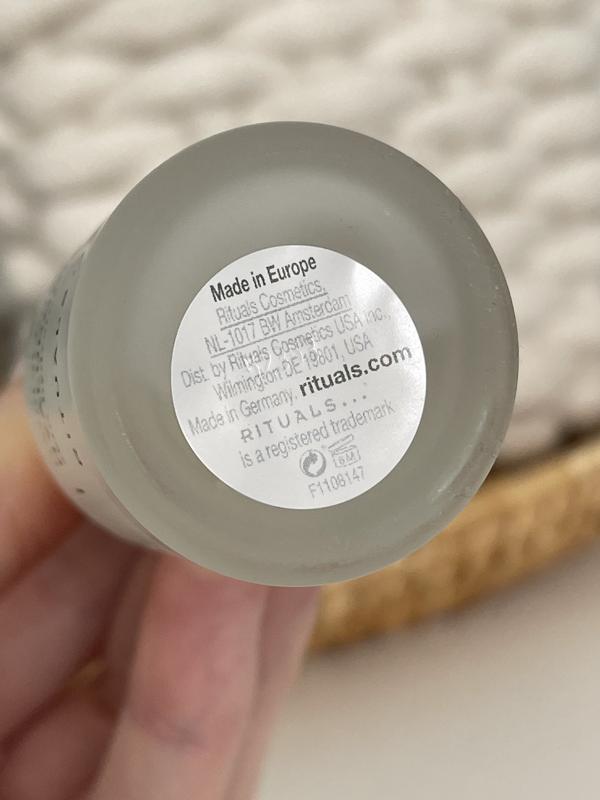 Made in Europe
Rituals Cosmetics,
NL-1017 BW Amsterdam
Dist. by Rituals Cosmetics USA Inc.,
Wilmington DE 19801, USA
Made in Germany, rituals.com
RITUALS...
is a registered trademark
6M
F1108147